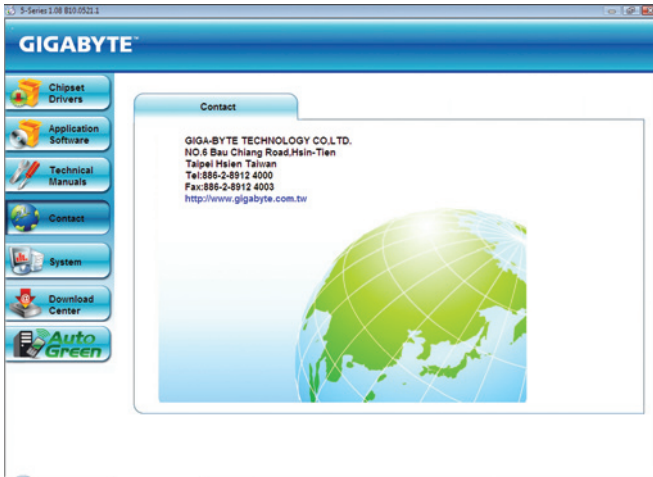 5-Series 1.08 B10.0521.1
GIGABYTE™
Chipset
Drivers
Application
Software
Technical
Manuals
Contact
System
Download
Center
Auto
Green
Contact
GIGA-BYTE TECHNOLOGY CO,LTD.
NO.6 Bau Chiang Road,Hsin-Tien
Taipei Hsien Taiwan
Tel:886-2-8912 4000
Fax:886-2-8912 4003
http://www.gigabyte.com.tw